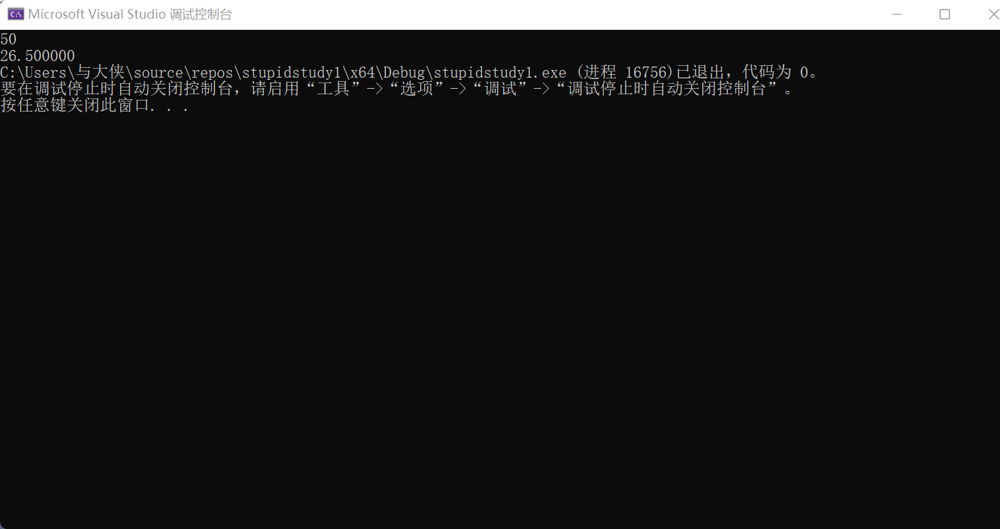 Microsoft Visual Studio 调试控制台
50
26.500000
C:\Users\与大侠\source\repos\stupidstudy1\x64\Debug\stupidstudy1.exe (进程 16756)已退出，代码为 0。
要在调试停止时自动关闭控制台，请启用“工具”->“选项”->“调试”->“调试停止时自动关闭控制台”。
按任意键关闭此窗口. . .